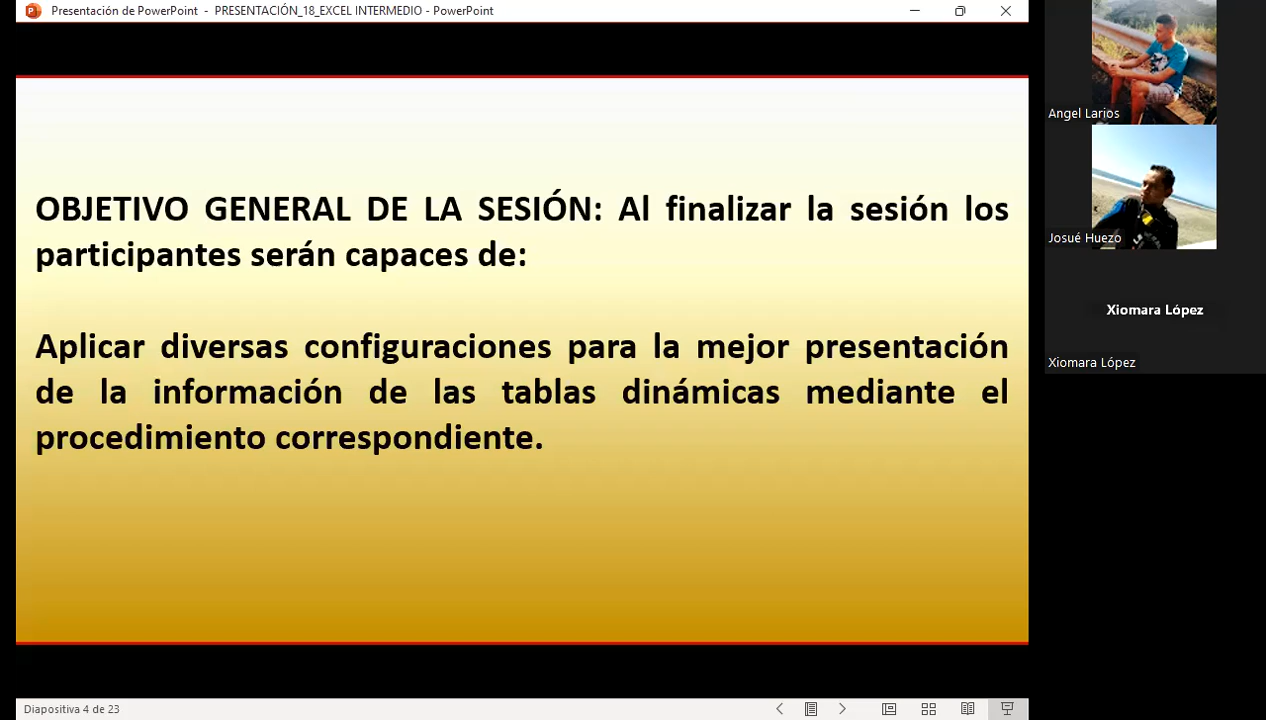 Presentación de PowerPoint - PRESENTACIÓN_18_EXCEL INTERMEDIO - PowerPoint
OBJETIVO GENERAL DE LA SESIÓN: Al finalizar la sesión los
participantes serán capaces de:
Aplicar diversas configuraciones para la mejor presentación
de la información de las tablas dinámicas mediante el
procedimiento correspondiente.
Diapositiva 4 de 23
Angel Larios
Josué Huezo
Xiomara López
Xiomara López